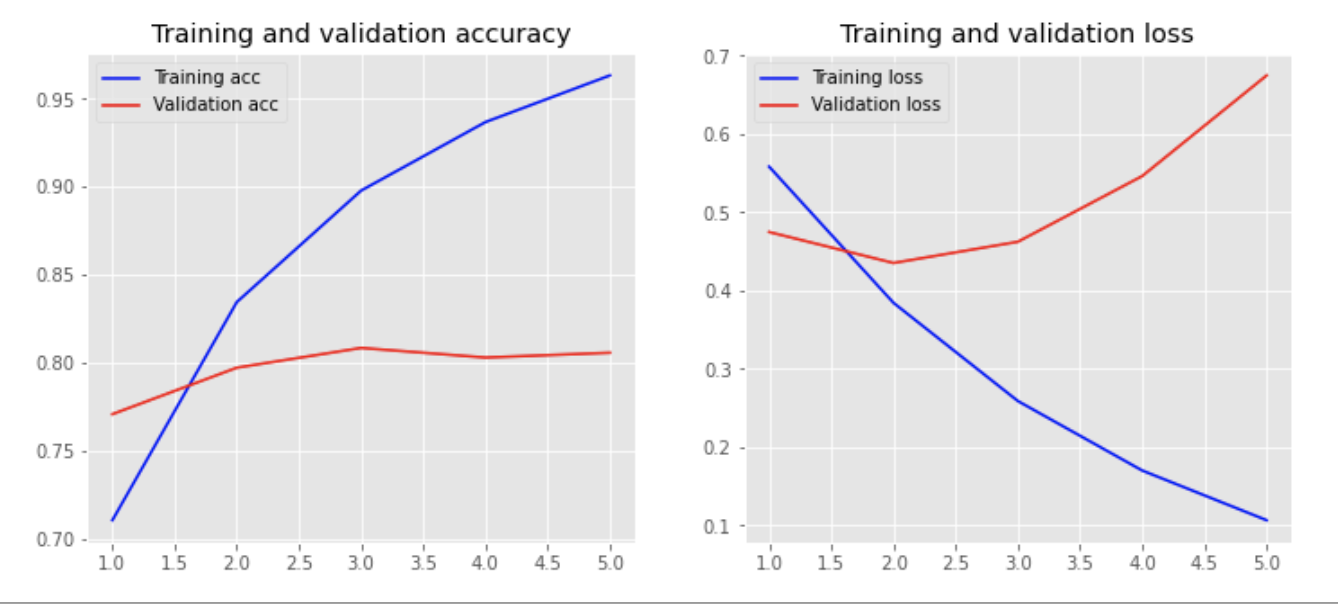 Training and validation accuracy
Training acc
Validation acc
0.95
0.90
0.85
0.80
0.75
0.70
1.0 1.5 2.0 2.5 3.0 3.5 4.0 4.5 5.0
Training and validation loss
Training loss
Validation loss
0.7
0.6
0.5
0.4
0.3
0.2
0.1
1.0 1.5 2.0 2.5 3.0 3.5 4.0 4.5 5.0